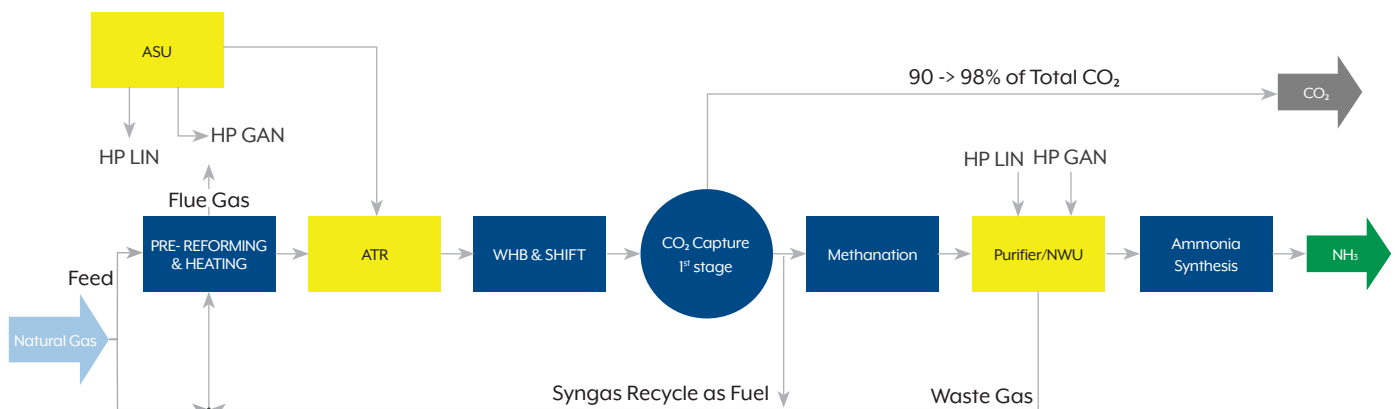 ASU
90 -> 98% of Total CO₂
CO₂
HP GAN
HP LIN
HP LIN
HP GAN
Flue Gas
PRE- REFORMING
& HEATING
ATR
WHB & SHIFT
CO₂ Capture
1ˢᵗ stage
Methanation
Purifier/NWU
Ammonia
Synthesis
NH₃
Feed
Natural Gas
Syngas Recycle as Fuel
Waste Gas